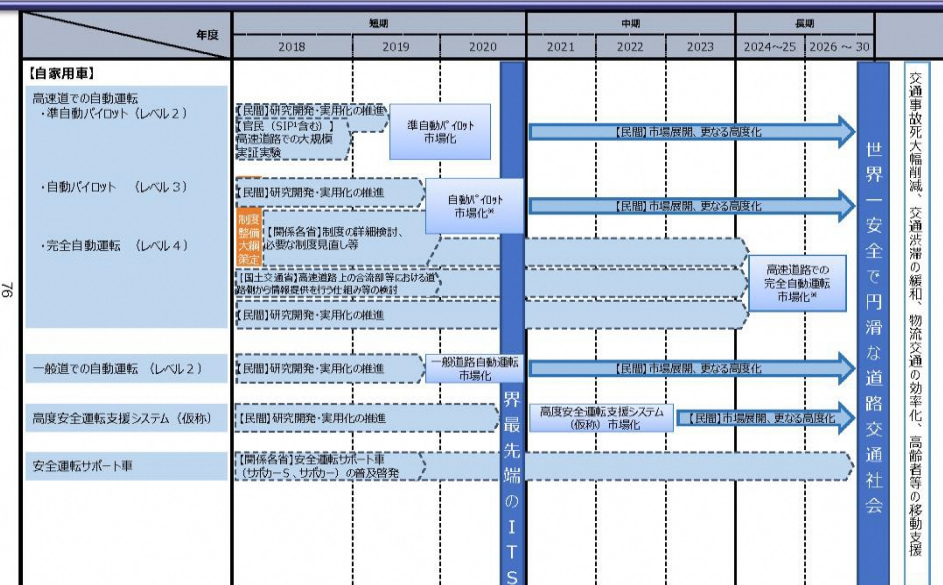 年度
短期
中期
長期
2018
2019
2020
2021
2022
2023
2024～25
2026 ～ 30
【自家用車】
高速道での自動運転
・準自動パイロット（レベル２）
【民間】研究開発・実用化の推進
【官民（SIP¹含む）】
高速道路での大規模
実証実験
準自動ﾊﾟｲﾛｯﾄ
市場化
【民間】市場展開、更なる高度化
・自動パイロット　（レベル３）
【民間】研究開発・実用化の推進
自動ﾊﾟｲﾛｯﾄ
市場化※
【民間】市場展開、更なる高度化
制度
整備
大綱
策定
【関係各省】制度の詳細検討、
必要な制度見直し等
・完全自動運転　（レベル４）
【国土交通省】高速道路上の合流部等における道
路側から情報提供を行う仕組み等の検討
【民間】研究開発・実用化の推進
高速道路での
完全自動運転
市場化※
一般道での自動運転　（レベル２）
【民間】研究開発・実用化の推進
一般道路自動運転
市場化
【民間】市場展開、更なる高度化
高度安全運転支援システム（仮称）
【民間】研究開発・実用化の推進
高度安全運転支援システム
（仮称）市場化
【民間】市場展開、更なる高度化
安全運転サポート車
【関係各省】安全運転サポート車
（サポカーＳ、サポカー）の普及啓発
界最先端のＩＴＳ
世界一安全で円滑な道路交通社会
交通事故死大幅削減、交通渋滞の緩和、物流交通の効率化、高齢者等の移動支援
76